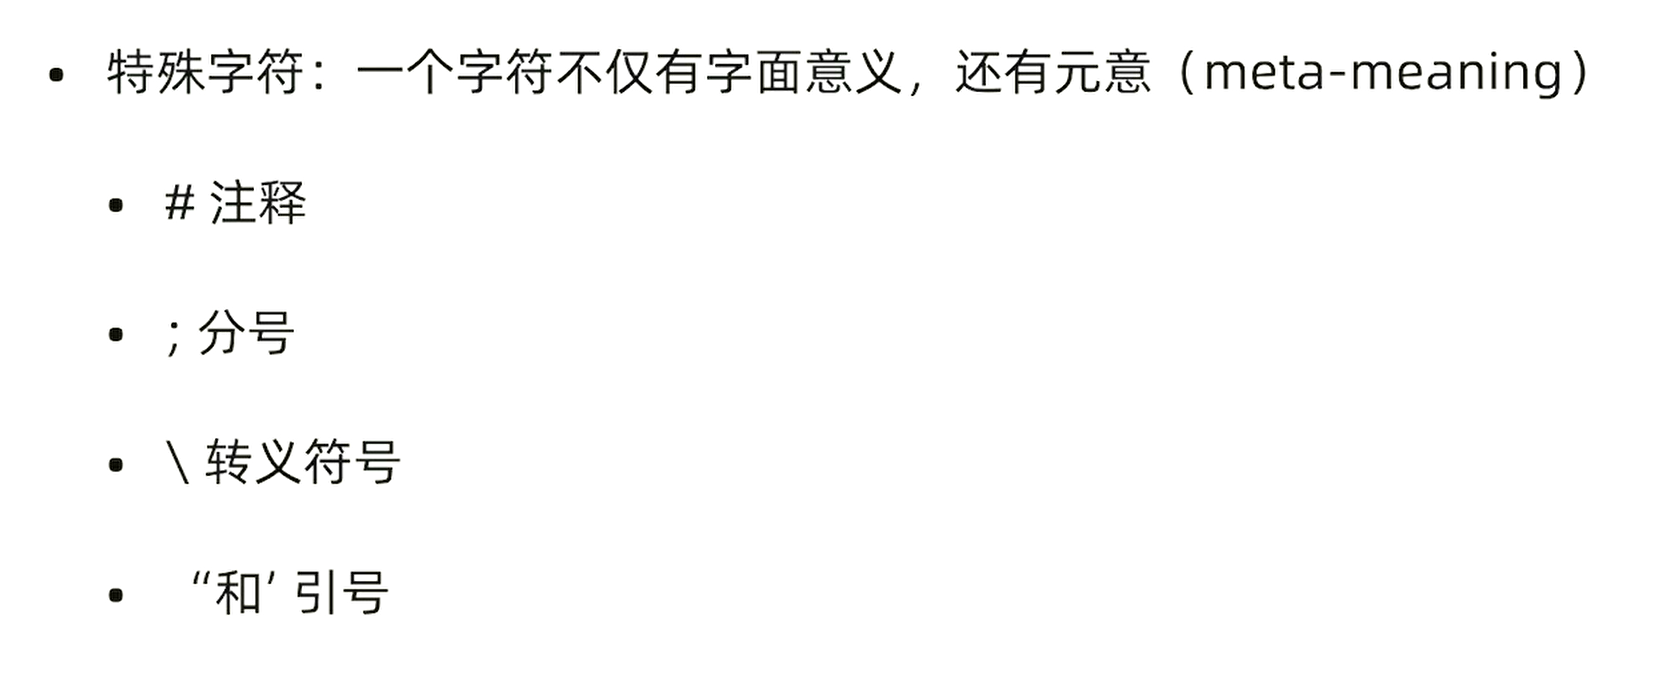 • 特殊字符：一个字符不仅有字面意义，还有元意（meta-meaning）
• # 注释
• ; 分号
• \ 转义符号
• “和’ 引号